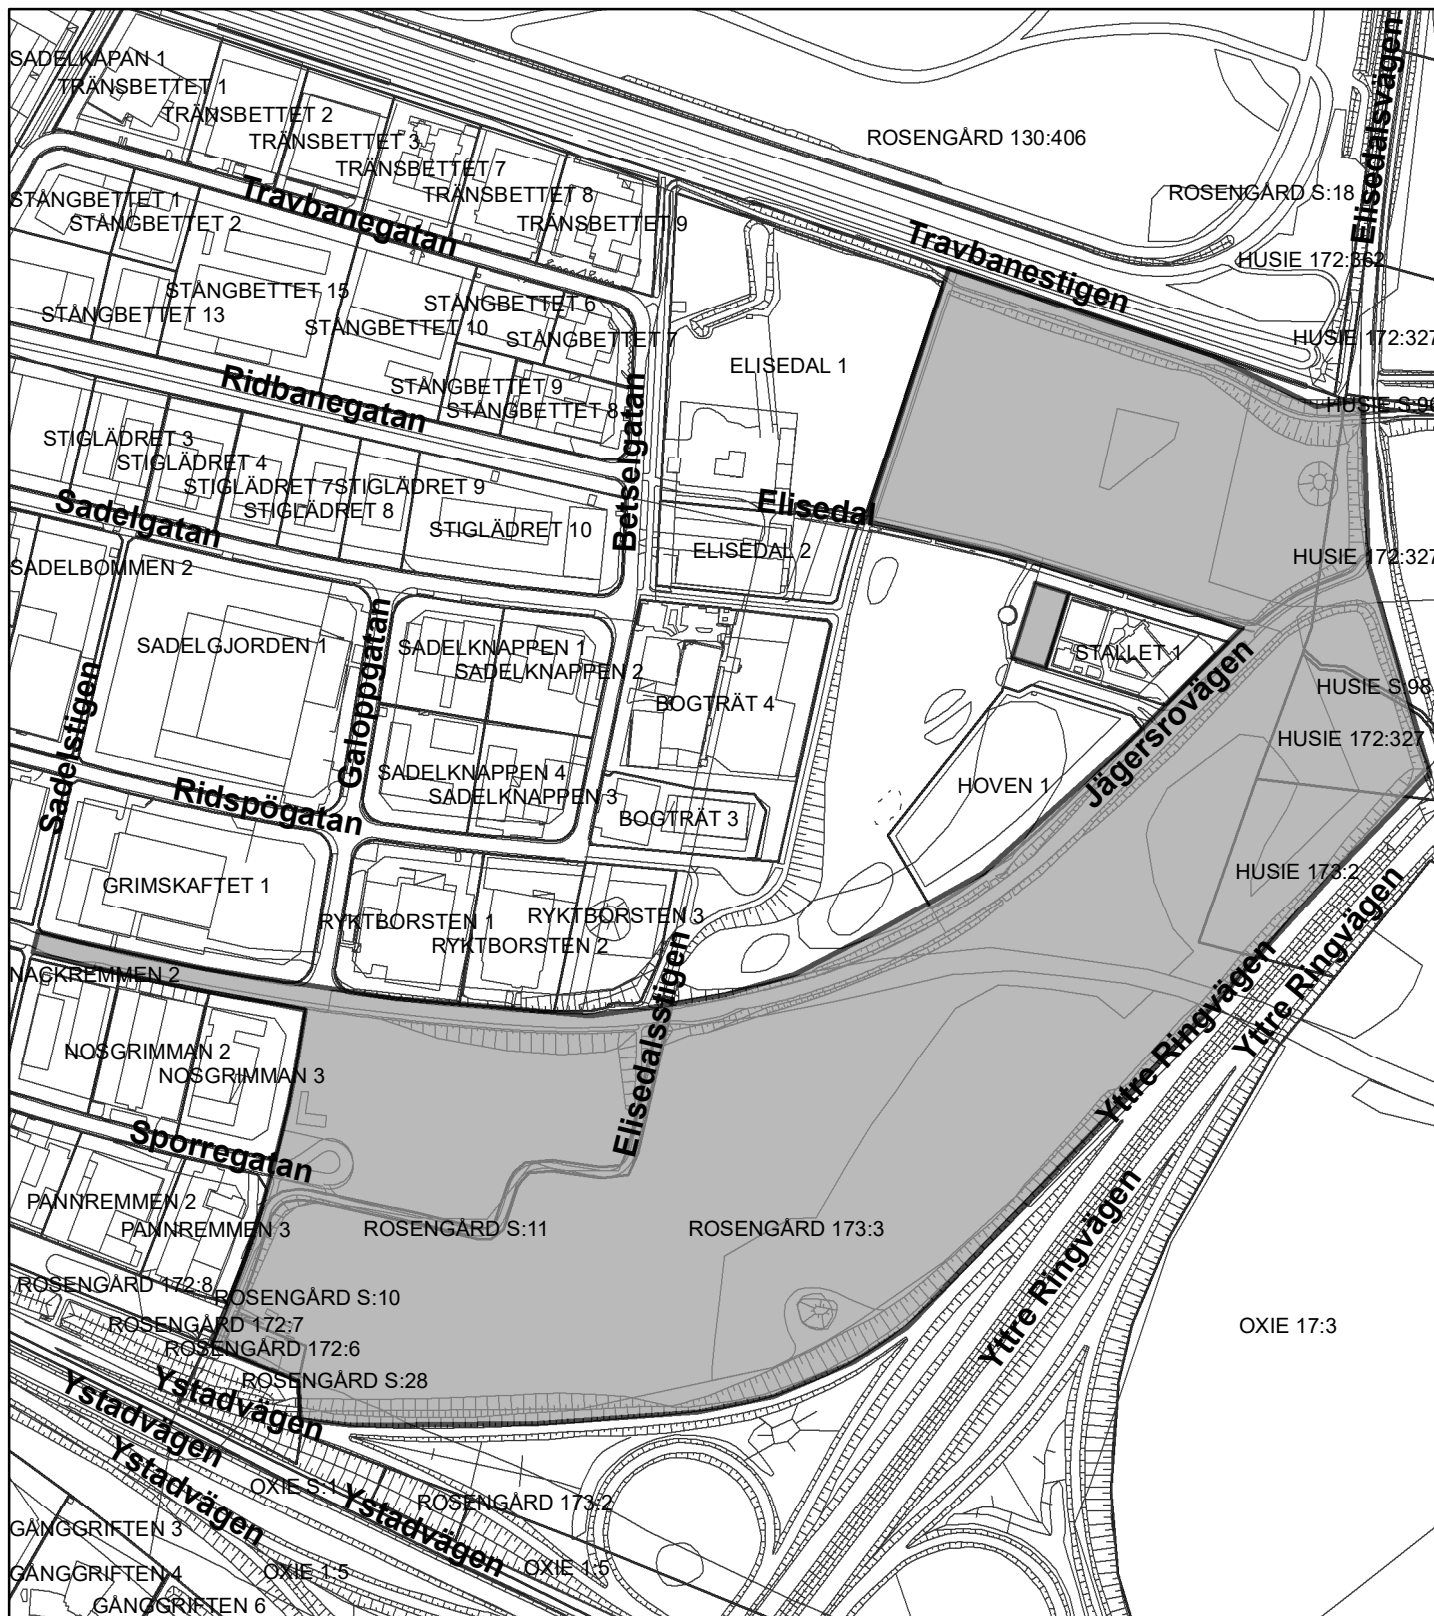 SADELKÅPAN 1
TRÄNSBETTET 1
TRÄNSBETTET 2
TRÄNSBETTET 3
TRÄNSBETTET 7
TRÄNSBETTET 8
TRÄNSBETTET 9
ROSENGÅRD 130:406
ROSENGÅRD S:18
Elisedalsvägen
HUSIE 172:362
HUSIE 172:327
HUSIE S:96
STÅNGBETTET 1
STÅNGBETTET 2
Travbanegatan
Travbanestigen
STÅNGBETTET 15
STÅNGBETTET 13
STÅNGBETTET 10
STÅNGBETTET 6
STÅNGBETTET 7
STÅNGBETTET 9
STÅNGBETTET 8
ELISEDAL 1
Ridbanegatan
Betselgatan
STIGLÄDRET 3
STIGLÄDRET 4
STIGLÄDRET 7
STIGLÄDRET 9
STIGLÄDRET 8
STIGLÄDRET 10
Sadelgatan
Elisedal
ELISEDAL 2
HUSIE 172:327
SADELBOMMEN 2
SADELGJORDEN 1
Galoppgatan
SADELKNAPPEN 1
SADELKNAPPEN 2
STALLET 1
BOGTRÄT 4
HUSIE S:98
HUSIE 172:327
Sadelstigen
Jägersrovägen
SADELKNAPPEN 4
SADELKNAPPEN 3
HOVEN 1
Ridspögatan
BOGTRÄT 3
GRIMSKAFTET 1
HUSIE 173:2
RYKTBORSTEN 1
RYKTBORSTEN 3
RYKTBORSTEN 2
NACKREMMEN 2
Elisedalsstigen
Yttre Ringvägen
Yttre Ringvägen
NOSGRIMMAN 2
NOSGRIMMAN 3
Sporregatan
PANNREMMEN 2
PANNREMMEN 3
ROSENGÅRD S:11
ROSENGÅRD 173:3
Yttre Ringvägen
ROSENGÅRD 172:8
ROSENGÅRD S:10
ROSENGÅRD 172:7
ROSENGÅRD 172:6
OXIE 17:3
ROSENGÅRD S:28
Ystadvägen
Ystadvägen
Ystadvägen
OXIE S:1
Ystadvägen
ROSENGÅRD 173:2
GÅNGGRIFTEN 3
GÅNGGRIFTEN 4
OXIE 1:5
OXIE 1:5
GÅNGGRIFTEN 6